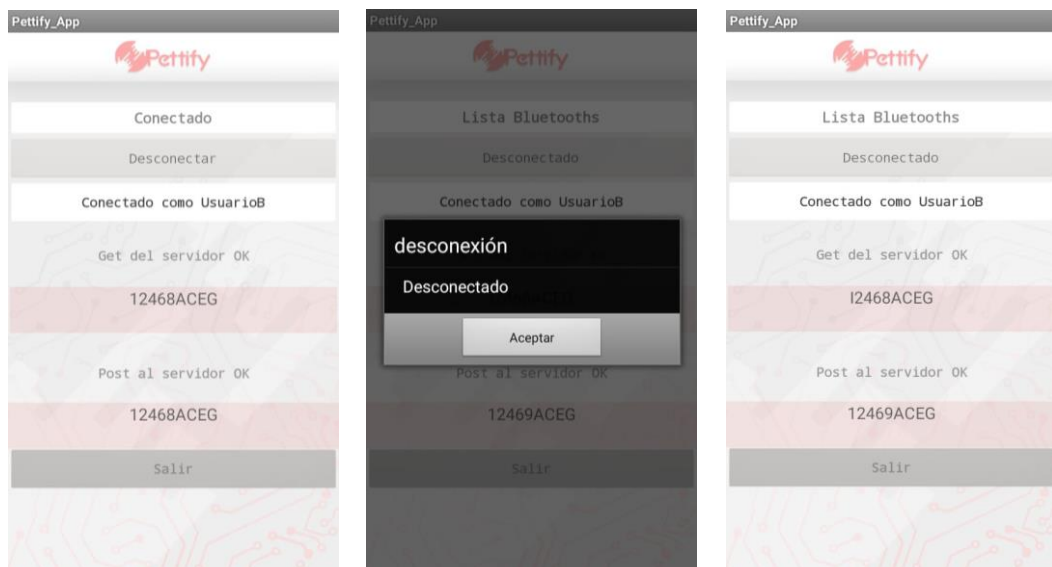 Pettify_App
Pettify
Conectado
Desconectar
Conectado como UsuarioB
Get del servidor OK
12468ACEG
Post al servidor OK
12468ACEG
Salir
Pettify_App
Pettify
Lista Bluetooths
Desconectado
Conectado como UsuarioB
desconexión
Desconectado
Aceptar
Post al servidor OK
12469ACEG
Salir
Pettify_App
Pettify
Lista Bluetooths
Desconectado
Conectado como UsuarioB
Get del servidor OK
I2468ACEG
Post al servidor OK
12469ACEG
Salir